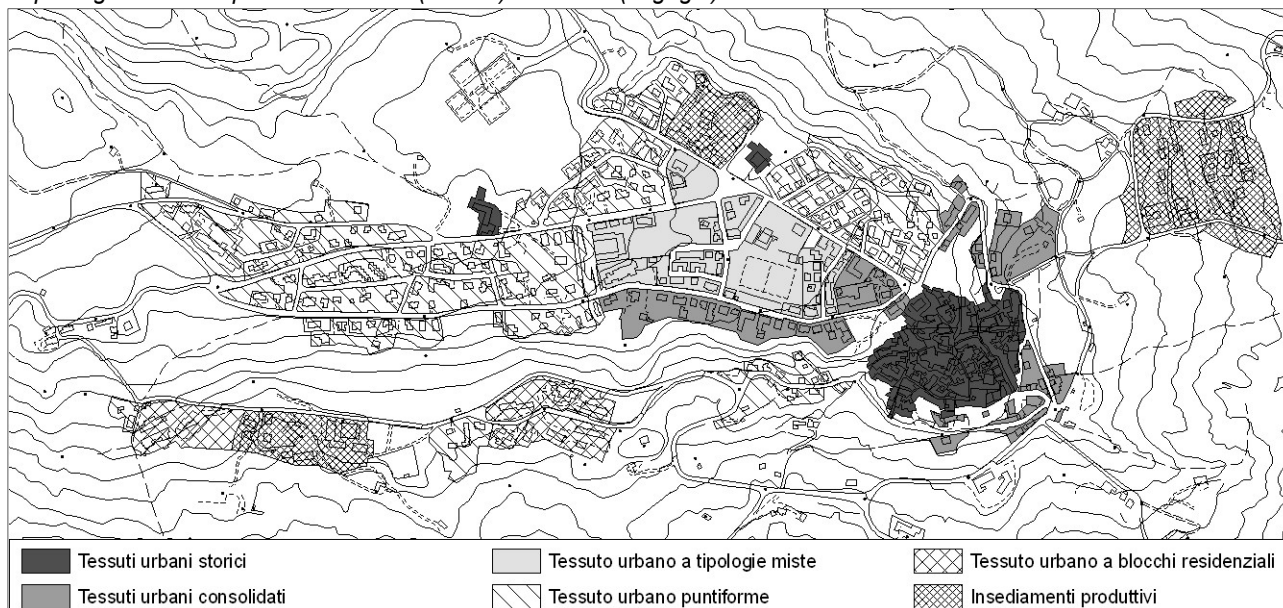 Tessuti urbani storici
Tessuto urbano a tipologie miste
Tessuto urbano a blocchi residenziali
Tessuti urbani consolidati
Tessuto urbano puntiforme
Insediamenti produttivi